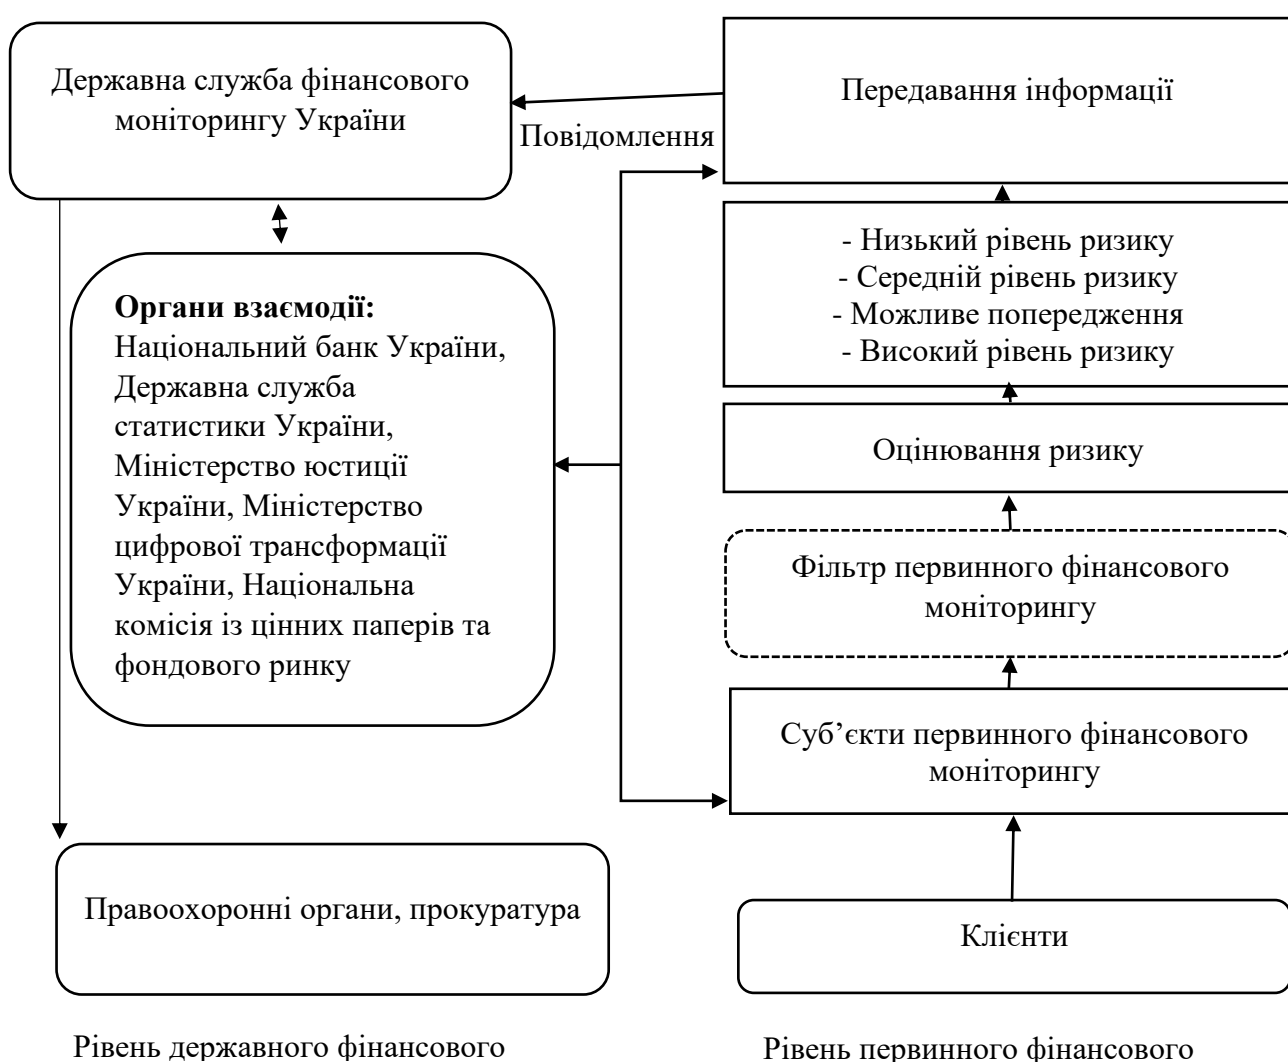 Державна служба фінансового
моніторингу України
Повідомлення
Передавання інформації
- Низький рівень ризику
- Середній рівень ризику
- Можливе попередження
- Високий рівень ризику
Органи взаємодії:
Національний банк України,
Державна служба
статистики України,
Міністерство юстиції
України, Міністерство
цифрової трансформації
України, Національна
комісія із цінних паперів та
фондового ринку
Оцінювання ризику
Фільтр первинного фінансового
моніторингу
Суб’єкти первинного фінансового
моніторингу
Правоохоронні органи, прокуратура
Клієнти
Рівень державного фінансового
Рівень первинного фінансового